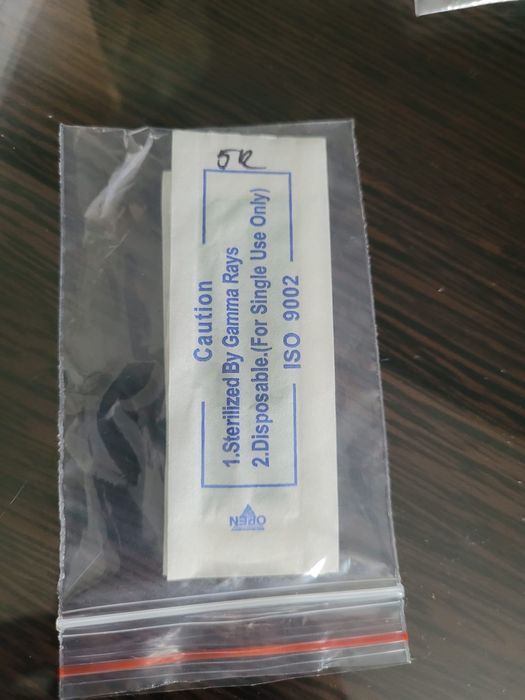 5R
Caution
1.Sterilized By Gamma Rays
2.Disposable.(For Single Use Only)
ISO 9002
OPEN